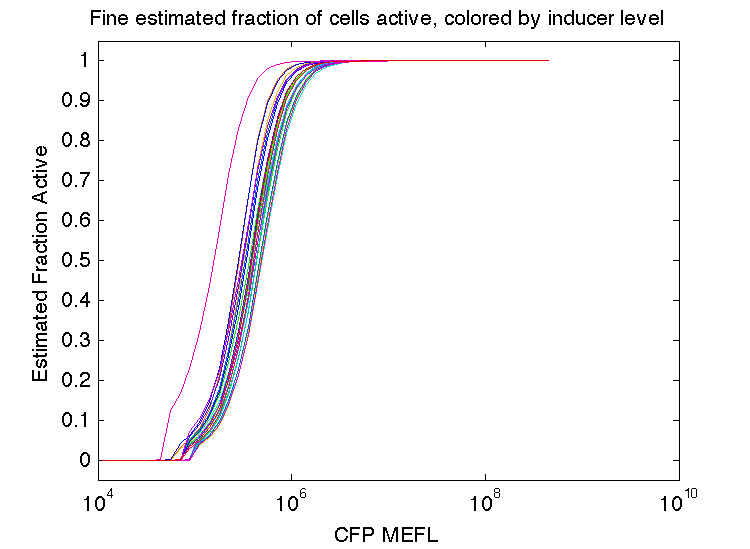 Fine estimated fraction of cells active, colored by inducer level
1
0.9
0.8
0.7
0.6
0.5
0.4
0.3
0.2
0.1
0
Estimated Fraction Active
10^4 10^6 10^8 10^10
CFP MEFL